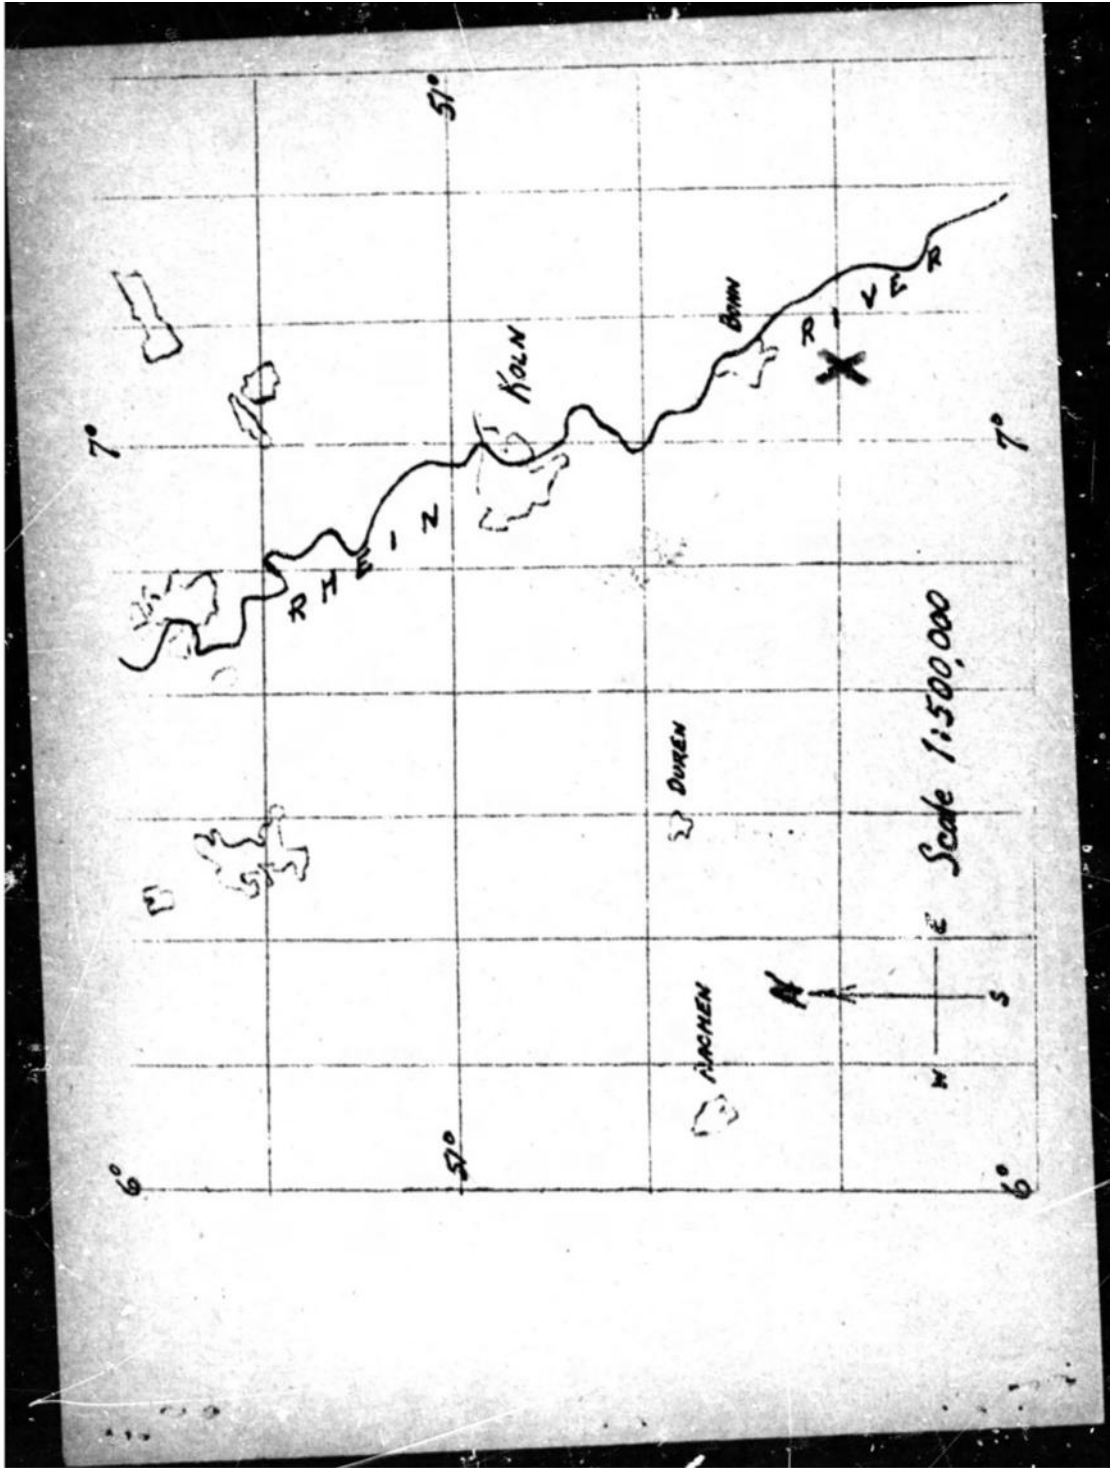 6°
7°
51°
51°
RHEIN
RIVER
KOLN
BONN
X
DUREN
AACHEN
N
W
E
S
Scale 1:500,000
6°
7°